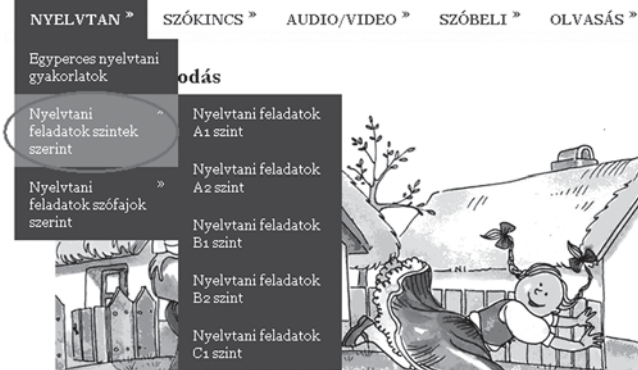 NYELVTAN » SZÓKINCS » AUDIO/VIDEO » SZÓBELI » OLVASÁS »
Egyperces nyelvtani
gyakorlatok
odás
Nyelvtani
feladatok szintek
szerint
Nyelvtani
feladatok szófajok
szerint
»
Nyelvtani feladatok
A1 szint
Nyelvtani feladatok
A2 szint
Nyelvtani feladatok
B1 szint
Nyelvtani feladatok
B2 szint
Nyelvtani feladatok
C1 szint